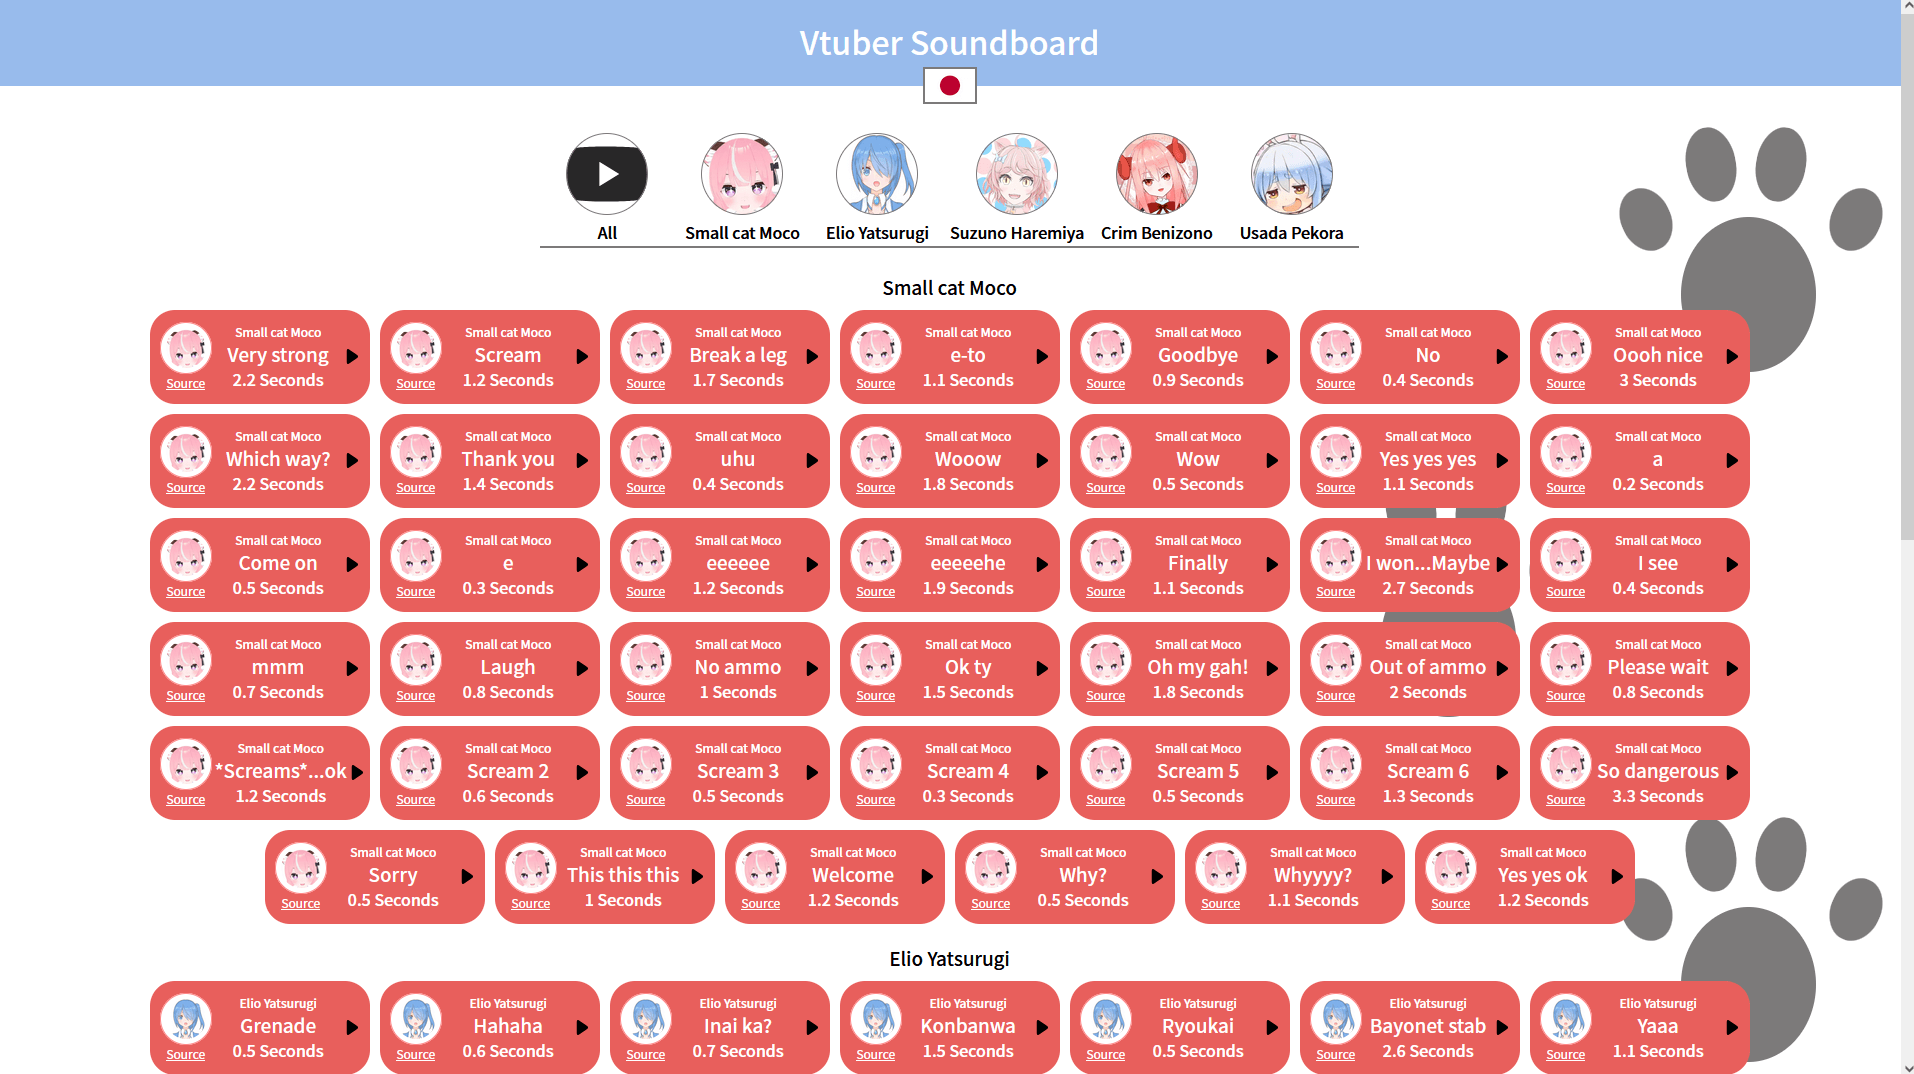 Vtuber Soundboard
All
Small cat Moco
Elio Yatsurugi
Suzuno Haremiya
Crim Benizono
Usada Pekora
Small cat Moco
Small cat Moco
Very strong
2.2 Seconds
Source
Small cat Moco
Scream
1.2 Seconds
Source
Small cat Moco
Break a leg
1.7 Seconds
Source
Small cat Moco
e-to
1.1 Seconds
Source
Small cat Moco
Goodbye
0.9 Seconds
Source
Small cat Moco
No
0.4 Seconds
Source
Small cat Moco
Oooh nice
3 Seconds
Source
Small cat Moco
Which way?
2.2 Seconds
Source
Small cat Moco
Thank you
1.4 Seconds
Source
Small cat Moco
uhu
0.4 Seconds
Source
Small cat Moco
Wooow
1.8 Seconds
Source
Small cat Moco
Wow
0.5 Seconds
Source
Small cat Moco
Yes yes yes
1.1 Seconds
Source
Small cat Moco
a
0.2 Seconds
Source
Small cat Moco
Come on
0.5 Seconds
Source
Small cat Moco
e
0.3 Seconds
Source
Small cat Moco
eeeeee
1.2 Seconds
Source
Small cat Moco
eeeeehe
1.9 Seconds
Source
Small cat Moco
Finally
1.1 Seconds
Source
Small cat Moco
I won...Maybe
2.7 Seconds
Source
Small cat Moco
I see
0.4 Seconds
Source
Small cat Moco
mmm
0.7 Seconds
Source
Small cat Moco
Laugh
0.8 Seconds
Source
Small cat Moco
No ammo
1 Seconds
Source
Small cat Moco
Ok ty
1.5 Seconds
Source
Small cat Moco
Oh my gah!
1.8 Seconds
Source
Small cat Moco
Out of ammo
2 Seconds
Source
Small cat Moco
Please wait
0.8 Seconds
Source
Small cat Moco
*Screams*...ok
1.2 Seconds
Source
Small cat Moco
Scream 2
0.6 Seconds
Source
Small cat Moco
Scream 3
0.5 Seconds
Source
Small cat Moco
Scream 4
0.3 Seconds
Source
Small cat Moco
Scream 5
0.5 Seconds
Source
Small cat Moco
Scream 6
1.3 Seconds
Source
Small cat Moco
So dangerous
3.3 Seconds
Source
Small cat Moco
Sorry
0.5 Seconds
Source
Small cat Moco
This this this
1 Seconds
Source
Small cat Moco
Welcome
1.2 Seconds
Source
Small cat Moco
Why?
0.5 Seconds
Source
Small cat Moco
Whyyyy?
1.1 Seconds
Source
Small cat Moco
Yes yes ok
1.2 Seconds
Source
Elio Yatsurugi
Elio Yatsurugi
Grenade
0.5 Seconds
Source
Elio Yatsurugi
Hahaha
0.6 Seconds
Source
Elio Yatsurugi
Inai ka?
0.7 Seconds
Source
Elio Yatsurugi
Konbanwa
1.5 Seconds
Source
Elio Yatsurugi
Ryoukai
0.5 Seconds
Source
Elio Yatsurugi
Bayonet stab
2.6 Seconds
Source
Elio Yatsurugi
Yaaa
1.1 Seconds
Source